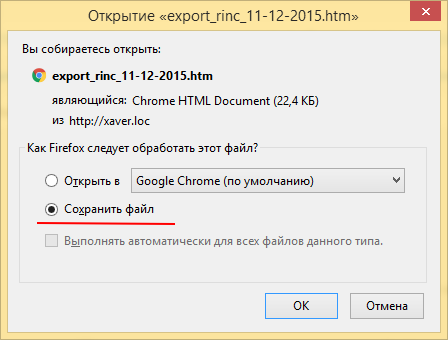 Открытие «export_rinc_11-12-2015.htm»
Вы собираетесь открыть:
export_rinc_11-12-2015.htm
являющийся: Chrome HTML Document (22,4 КБ)
из http://xaver.loc
Как Firefox следует обработать этот файл?
Открыть в Google Chrome (по умолчанию)
Сохранить файл
Выполнять автоматически для всех файлов данного типа.
ОК Отмена